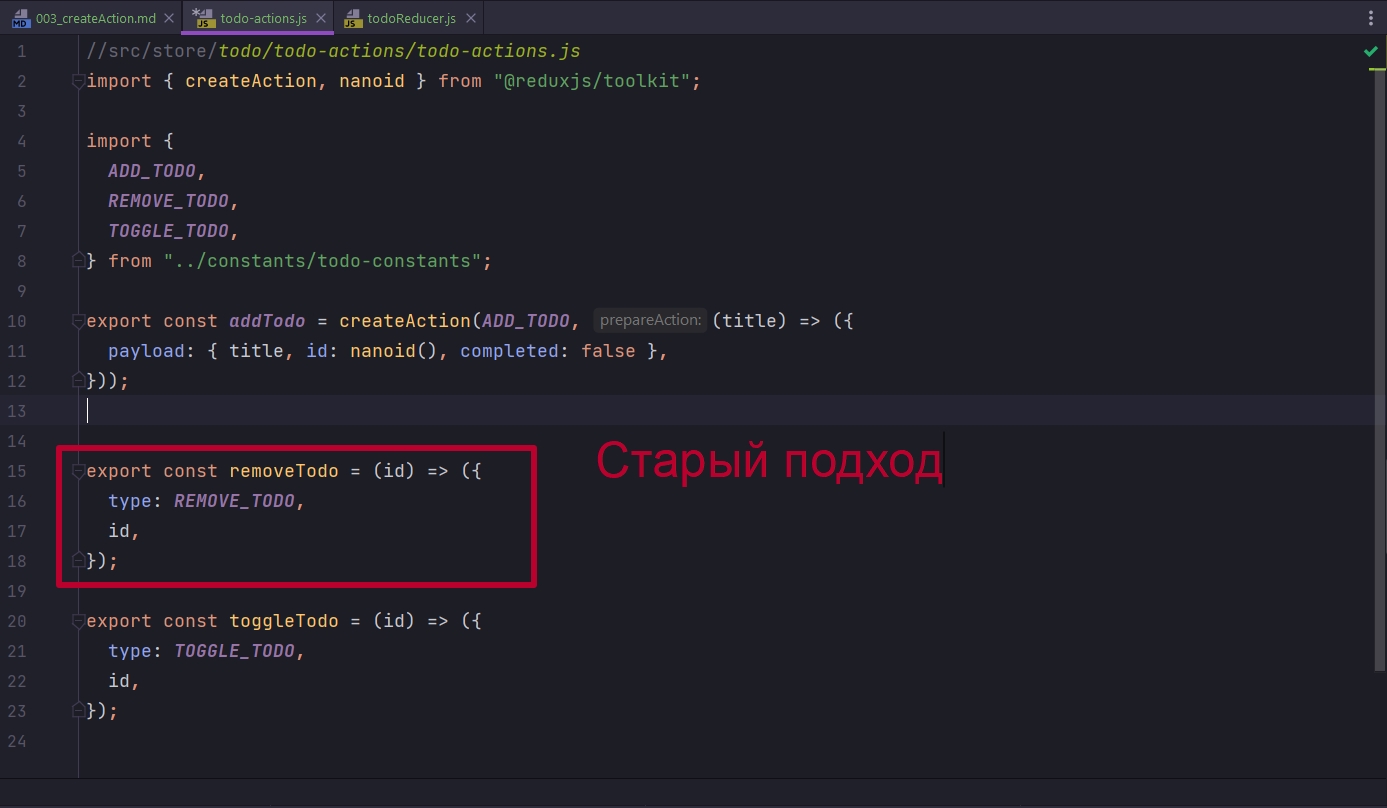 003_createAction.md
todo-actions.js
todoReducer.js
1 //src/store/todo/todo-actions/todo-actions.js
2 import { createAction, nanoid } from "@reduxjs/toolkit";
3
4 import {
5 ADD_TODO,
6 REMOVE_TODO,
7 TOGGLE_TODO,
8 } from "../constants/todo-constants";
9
10 export const addTodo = createAction(ADD_TODO, prepareAction: (title) => ({
11 payload: { title, id: nanoid(), completed: false },
12 }));
13
14
Старый подход
15 export const removeTodo = (id) => ({
16 type: REMOVE_TODO,
17 id,
18 });
19
20 export const toggleTodo = (id) => ({
21 type: TOGGLE_TODO,
22 id,
23 });
24